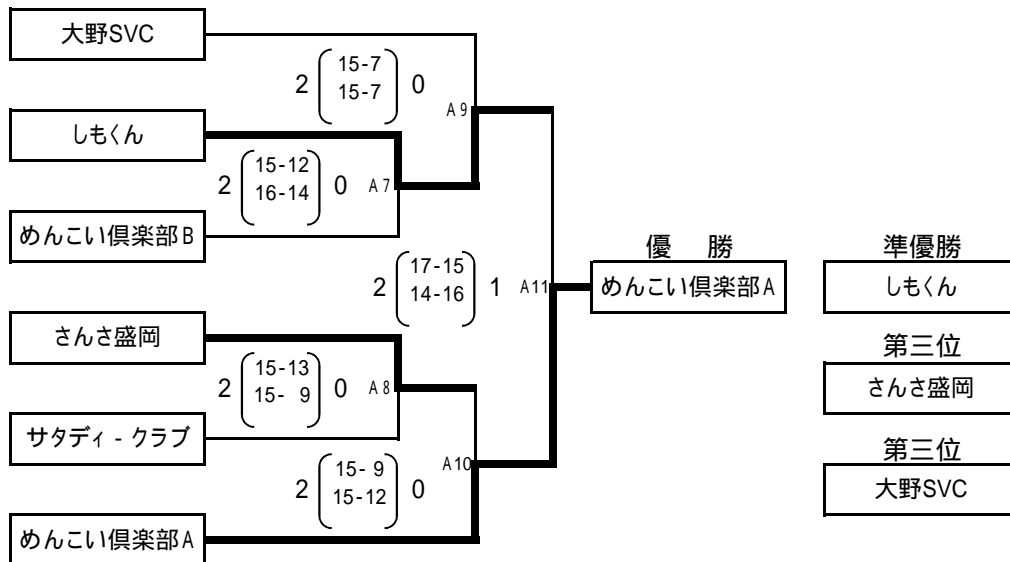 大野SVC
2 15-7 0
15-7
A9
しもくん
2 15-12 0 A7
16-14
めんこい倶楽部B
2 17-15 1 A11
14-16
優 勝
めんこい倶楽部A
準優勝
しもくん
さんさ盛岡
2 15-13 0 A8
15- 9
第三位
さんさ盛岡
サタディ-クラブ
A10
2 15- 9 0
15-12
第三位
大野SVC
めんこい倶楽部A